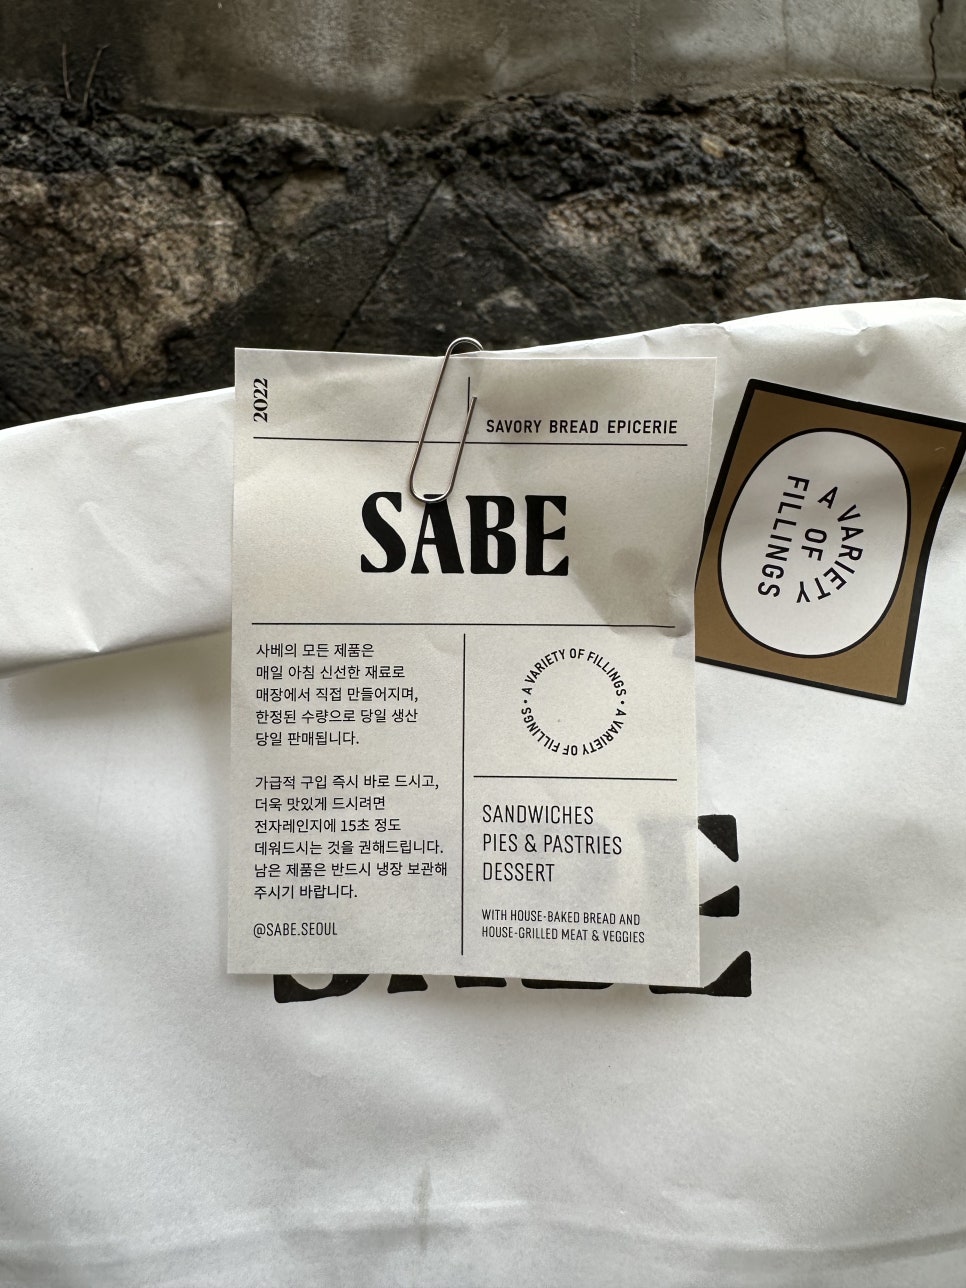 2022
SAVORY BREAD EPICERIE
SABE
사베의 모든 제품은
매일 아침 신선한 재료로
매장에서 직접 만들어지며,
한정된 수량으로 당일 생산
당일 판매됩니다.
가급적 구입 즉시 바로 드시고,
더욱 맛있게 드시려면
전자레인지에 15초 정도
데워드시는 것을 권해드립니다.
남은 제품은 반드시 냉장 보관해
주시기 바랍니다.
@SABE.SEOUL
A VARIETY OF FILLINGS • A VARIETY OF FILLINGS •
SANDWICHES
PIES & PASTRIES
DESSERT
WITH HOUSE-BAKED BREAD AND
HOUSE-GRILLED MEAT & VEGGIES
A VARIETY
OF
FILLINGS